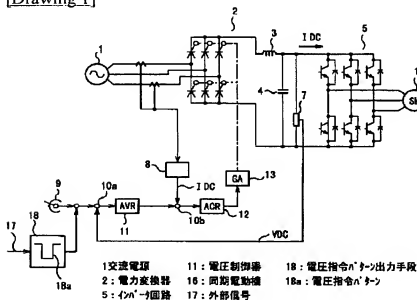 [Drawing 1]
1
2
3
I DC
5
4
7
SM
8
I DC
GA
13
9
10a
AVR
11
10b
ACR
12
17
18
18a
VDC
1交流電源
2：電力変換器
5：インバータ回路
11：電圧制御器
16：同期電動機
17：外部信号
18：電圧指令パターン出力手段
18a：電圧指令パターン